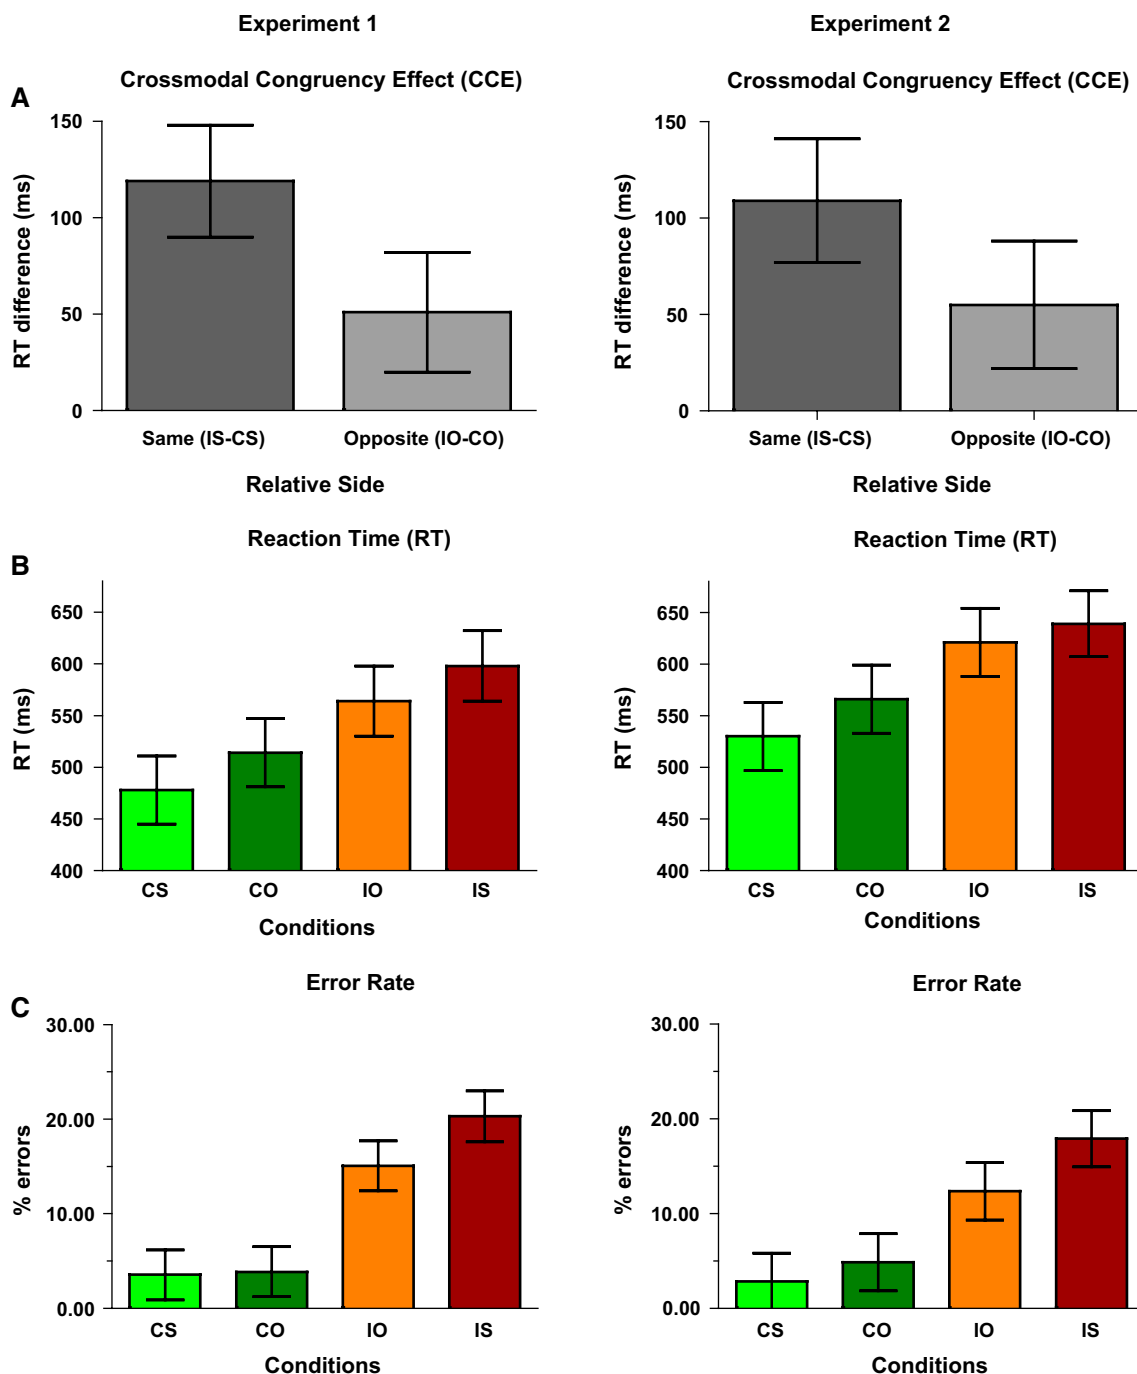 Experiment 1
Experiment 2
Crossmodal Congruency Effect (CCE)
Crossmodal Congruency Effect (CCE)
A
150
100
50
0
RT difference (ms)
Same (IS-CS)
Opposite (IO-CO)
Relative Side
150
100
50
0
RT difference (ms)
Same (IS-CS)
Opposite (IO-CO)
Relative Side
Reaction Time (RT)
Reaction Time (RT)
B
650
600
550
500
450
400
RT (ms)
CS
CO
IO
IS
Conditions
650
600
550
500
450
400
RT (ms)
CS
CO
IO
IS
Conditions
Error Rate
Error Rate
C
30.00
20.00
10.00
0.00
% errors
CS
CO
IO
IS
Conditions
30.00
20.00
10.00
0.00
% errors
CS
CO
IO
IS
Conditions